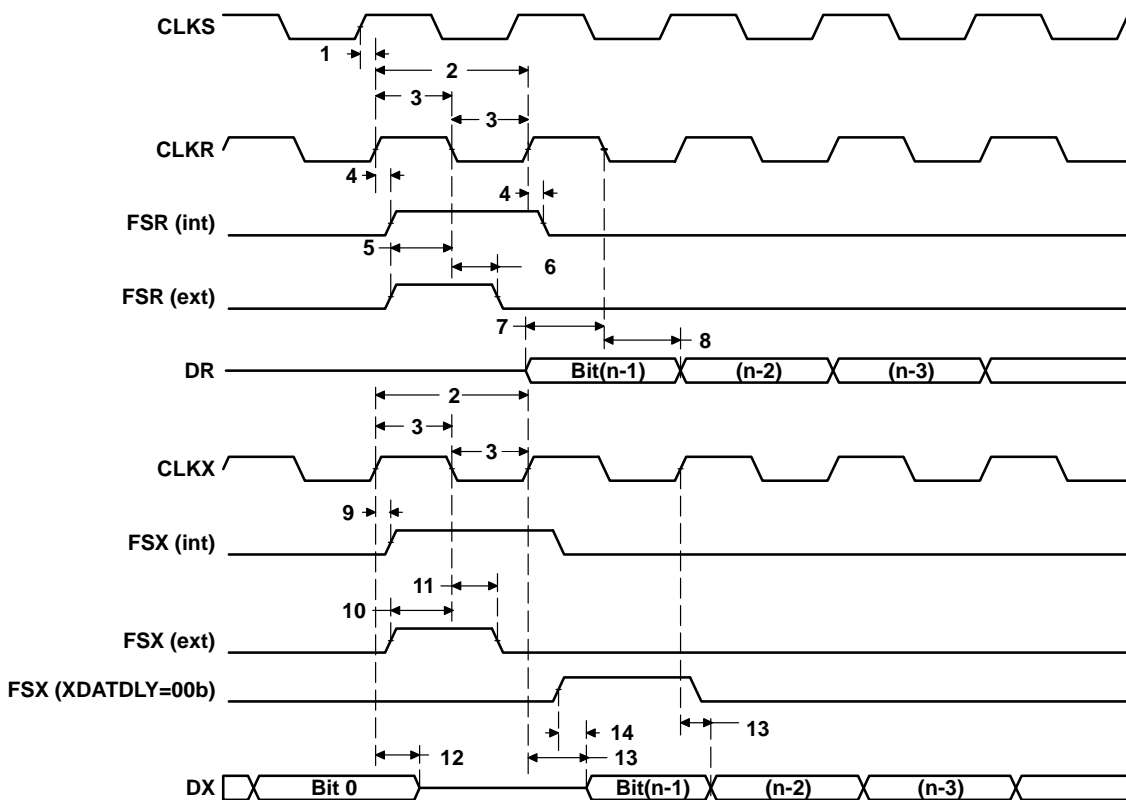 CLKS
1
2
3
3
CLKR
4
4
FSR (int)
5
6
FSR (ext)
7
8
DR
Bit(n-1)
(n-2)
(n-3)
2
3
3
CLKX
9
FSX (int)
11
10
FSX (ext)
FSX (XDATDLY=00b)
14
13
12
13
DX
Bit 0
Bit(n-1)
(n-2)
(n-3)